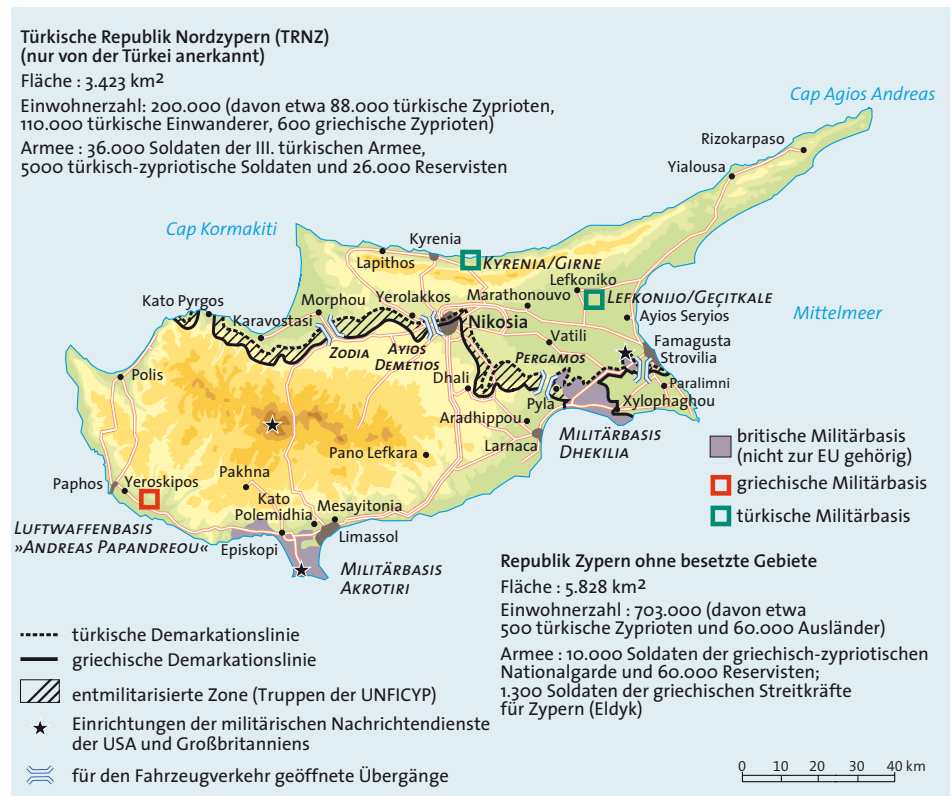 Türkische Republik Nordzypern (TRNZ)
(nur von der Türkei anerkannt)
Fläche : 3.423 km²
Einwohnerzahl: 200.000 (davon etwa 88.000 türkische Zyprioten,
110.000 türkische Einwanderer, 600 griechische Zyprioten)
Armee : 36.000 Soldaten der III. türkischen Armee,
5000 türkisch-zypriotische Soldaten und 26.000 Reservisten
Cap Agios Andreas
Rizokarpaso
Yialousa
Cap Kormakiti
Kyrenia
Lapithos
KYRENIA/GIRNE
Lefkoniko
LEFKONIJO/GEÇITKALE
Kato Pyrgos
Morphou
Yerolakkos
Marathonouvo
Ayios Seryios
Mittelmeer
Karavostasi
Nikosia
Vatili
Famagusta
Strovilia
ZODIA
AYIOS
DEMETIOS
PERGAMOS
Polis
Dhali
Paralimni
Pyla
Xylophaghou
Aradhippou
Larnaca
MILITÄRBASIS
DHEKILIA
Pano Lefkara
Pakhna
Paphos
Yeroskipos
Kato
Polemidhia
Mesayitonia
Limassol
LUFTWAFFENBASIS
»ANDREAS PAPANDREOU«
Episkopi
MILITÄRBASIS
AKROTIRI
britische Militärbasis
(nicht zur EU gehörig)
griechische Militärbasis
türkische Militärbasis
Republik Zypern ohne besetzte Gebiete
Fläche : 5.828 km²
Einwohnerzahl : 703.000 (davon etwa
500 türkische Zyprioten und 60.000 Ausländer)
Armee : 10.000 Soldaten der griechisch-zypriotischen
Nationalgarde und 60.000 Reservisten;
1.300 Soldaten der griechischen Streitkräfte
für Zypern (Eldyk)
türkische Demarkationslinie
griechische Demarkationslinie
entmilitarisierte Zone (Truppen der UNFICYP)
Einrichtungen der militärischen Nachrichtendienste
der USA und Großbritanniens
für den Fahrzeugverkehr geöffnete Übergänge
0 10 20 30 40 km